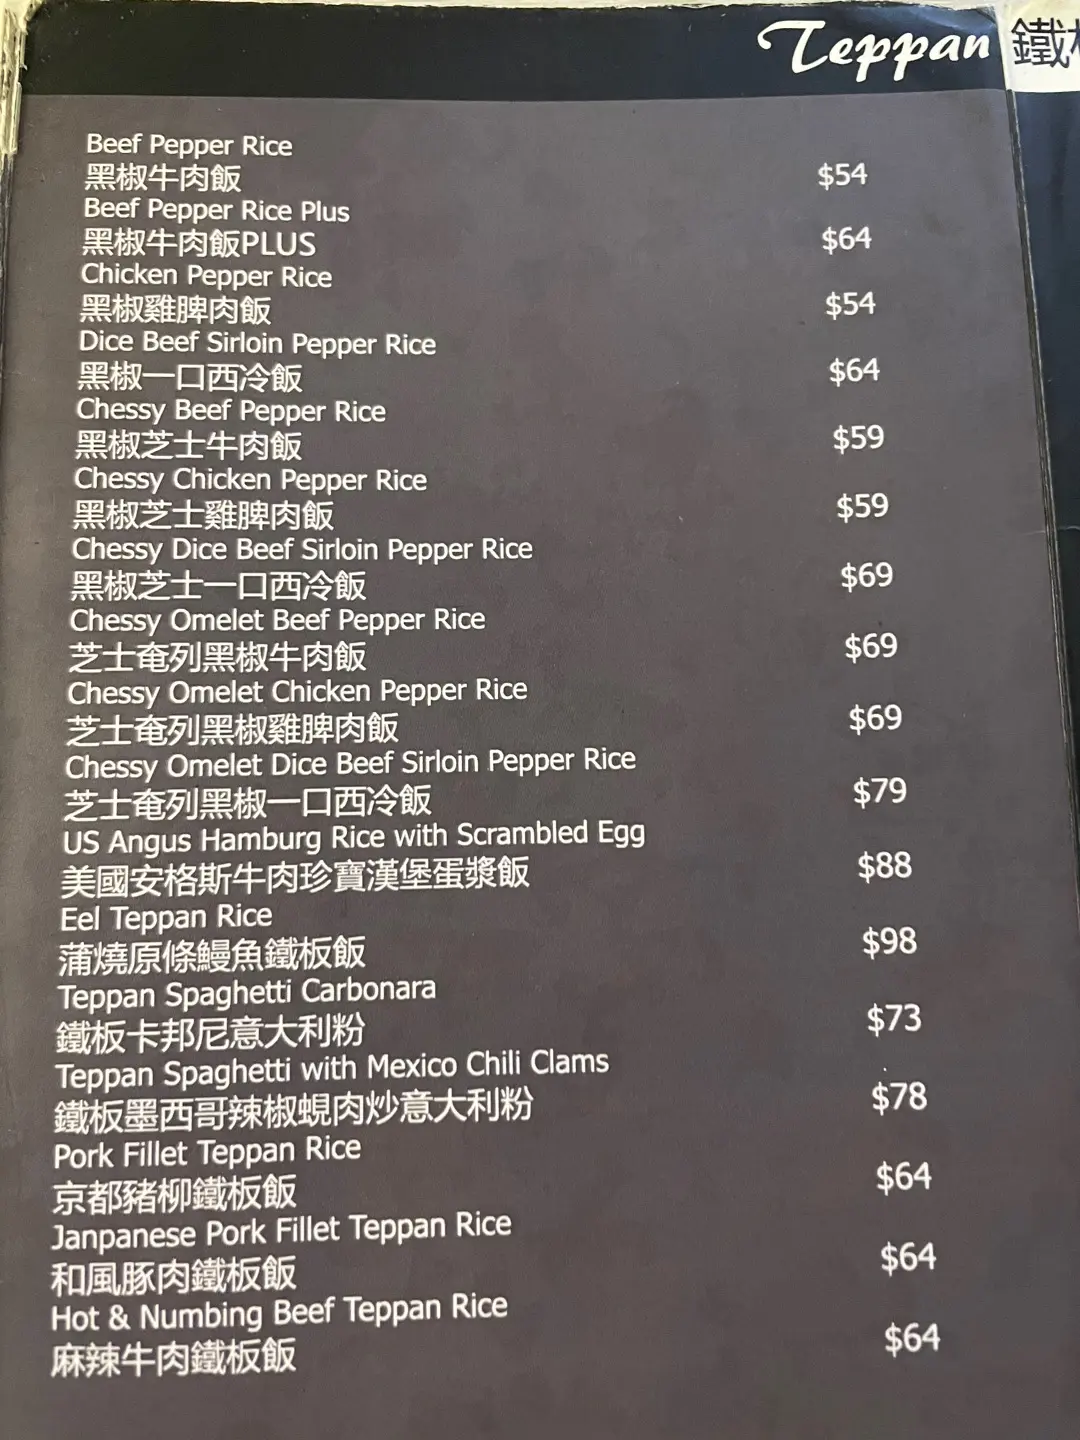 Teppan 鐵
Beef Pepper Rice
黑椒牛肉飯 $54
Beef Pepper Rice Plus
黑椒牛肉飯PLUS $64
Chicken Pepper Rice
黑椒雞脾肉飯 $54
Dice Beef Sirloin Pepper Rice
黑椒一口西冷飯 $64
Chessy Beef Pepper Rice
黑椒芝士牛肉飯 $59
Chessy Chicken Pepper Rice
黑椒芝士雞脾肉飯 $59
Chessy Dice Beef Sirloin Pepper Rice
黑椒芝士一口西冷飯 $69
Chessy Omelet Beef Pepper Rice
芝士奄列黑椒牛肉飯 $69
Chessy Omelet Chicken Pepper Rice
芝士奄列黑椒雞脾肉飯 $69
Chessy Omelet Dice Beef Sirloin Pepper Rice
芝士奄列黑椒一口西冷飯 $79
US Angus Hamburg Rice with Scrambled Egg
美國安格斯牛肉珍寶漢堡蛋漿飯 $88
Eel Teppan Rice
蒲燒原條鰻魚鐵板飯 $98
Teppan Spaghetti Carbonara
鐵板卡邦尼意大利粉 $73
Teppan Spaghetti with Mexico Chili Clams
鐵板墨西哥辣椒蜆肉炒意大利粉 $78
Pork Fillet Teppan Rice
京都豬柳鐵板飯 $64
Janpanese Pork Fillet Teppan Rice
和風豚肉鐵板飯 $64
Hot & Numbing Beef Teppan Rice
麻辣牛肉鐵板飯 $64